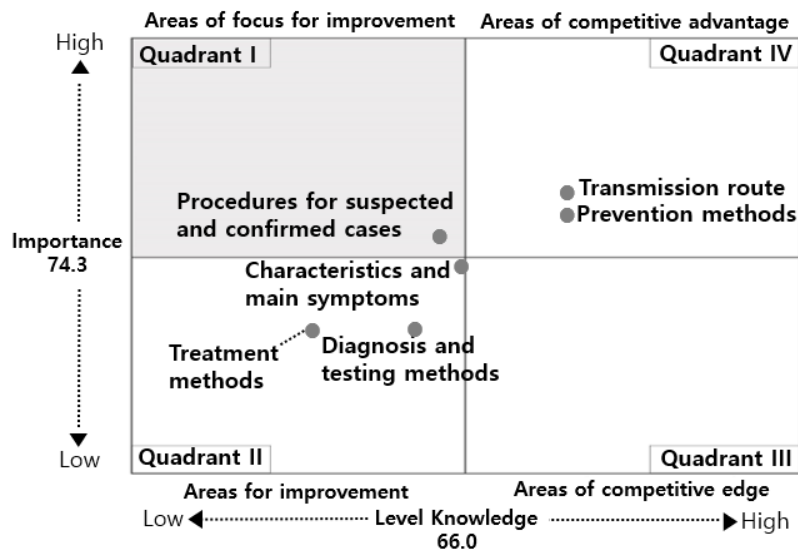 Areas of focus for improvement
Areas of competitive advantage
High
Quadrant I
Quadrant IV
Procedures for suspected
and confirmed cases
Transmission route
Prevention methods
Importance
74.3
Characteristics and
main symptoms
Treatment
methods
Diagnosis and
testing methods
Low
Quadrant II
Quadrant III
Areas for improvement
Areas of competitive edge
Low
Level Knowledge
High
66.0